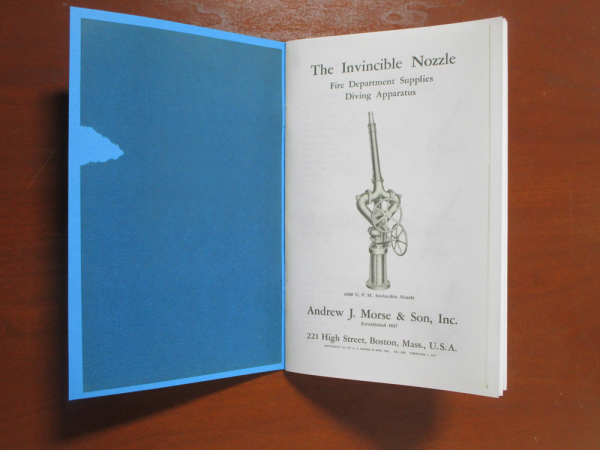 The Invincible Nozzle
Fire Department Supplies
Diving Apparatus
G. P. M. Invincible Nozzle
Andrew J. Morse & Son, Inc.
Established 1837
221 High Street, Boston, Mass., U.S.A.